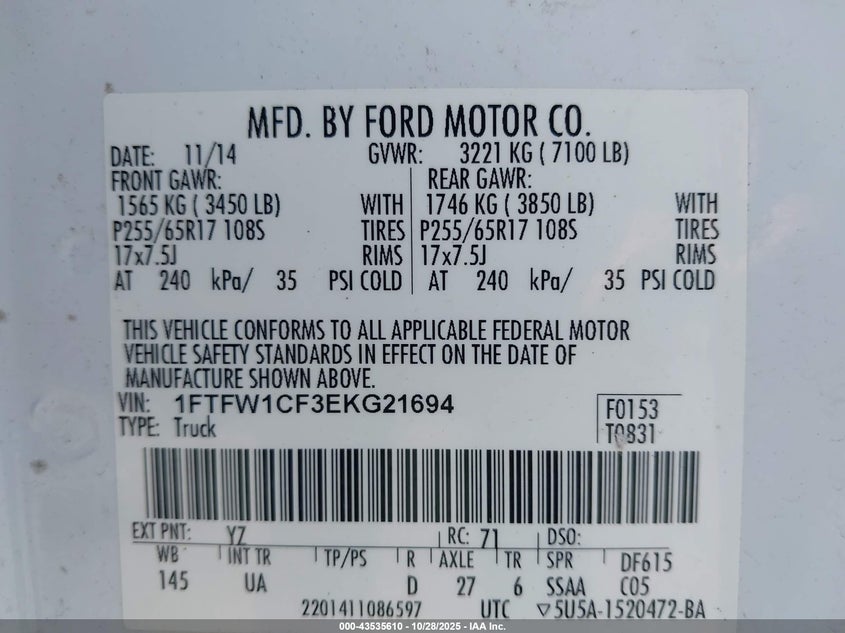 MFD. BY FORD MOTOR CO.
DATE: 11/14 GVWR: 3221 KG ( 7100 LB)
FRONT GAWR: REAR GAWR:
1565 KG ( 3450 LB) WITH 1746 KG ( 3850 LB) WITH
P255/65R17 108S TIRES P255/65R17 108S TIRES
17x7.5J RIMS 17x7.5J RIMS
AT 240 kPa/ 35 PSI COLD AT 240 kPa/ 35 PSI COLD
THIS VEHICLE CONFORMS TO ALL APPLICABLE FEDERAL MOTOR
VEHICLE SAFETY STANDARDS IN EFFECT ON THE DATE OF
MANUFACTURE SHOWN ABOVE.
VIN: 1FTFW1CF3EKG21694 F0153
TYPE: Truck T0831
EXT PNT: YZ RC: 71 DSO:
WB INT TR TP/PS R AXLE TR SPR DF615
145 UA D 27 6 SSAA C05
2201411086597 UTC ▽5U5A-1520472-BA
000-43535610 - 10/28/2025 - IAA Inc.